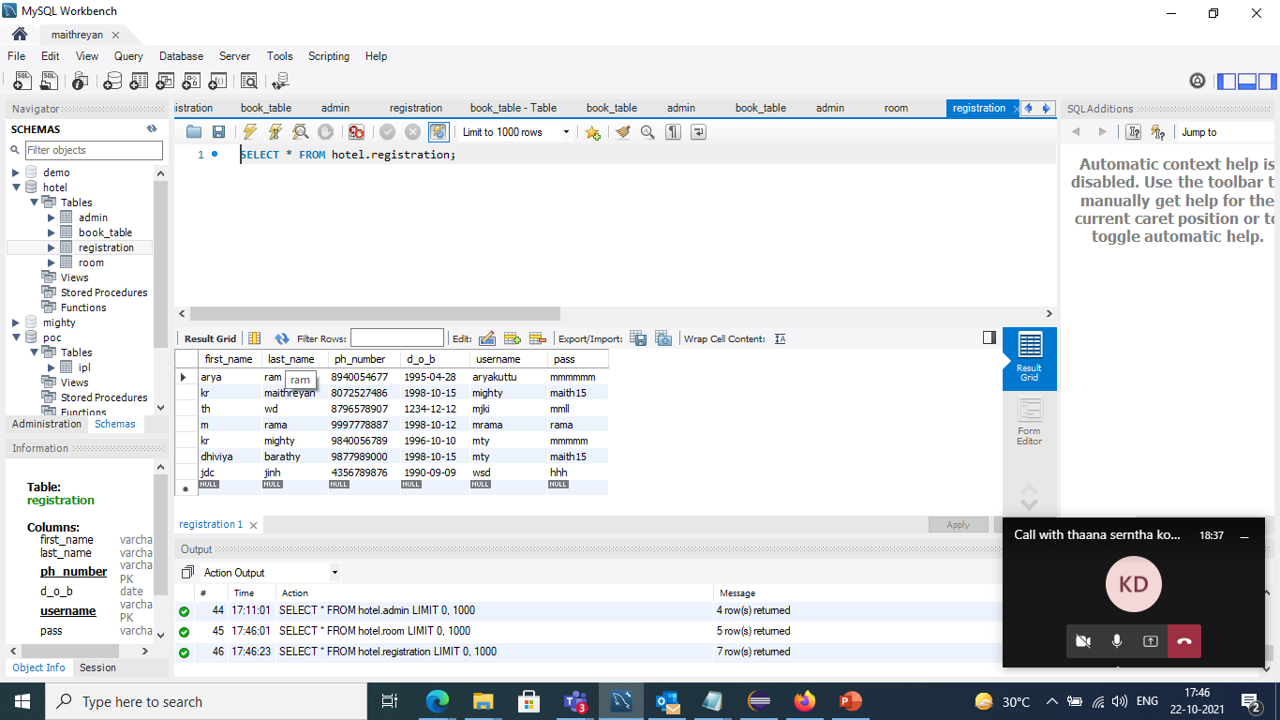 MySQL Workbench
maithreyan
File Edit View Query Database Server Tools Scripting Help
Navigator
SCHEMAS
Filter objects
demo
hotel
Tables
admin
book_table
registration
room
Views
Stored Procedures
Functions
mighty
poc
Tables
ipl
Views
Stored Procedures
Functions
Administration Schemas
Information
Table:
registration
Columns:
first_name varcha
last_name varcha
ph_number varcha
PK
d_o_b date
username varcha
PK
pass varcha
Object Info Session
istration book_table admin registration book_table - Table book_table admin book_table admin room registration
Limit to 1000 rows
1 SELECT * FROM hotel.registration;
Result Grid Filter Rows: Edit: Export/Import: Wrap Cell Content:
first_name last_name ph_number d_o_b username pass
arya ram 8940054677 1995-04-28 aryakuttu mmmmmm
ram
kr maithreyan 8072527486 1998-10-15 mighty maith15
th wd 8796578907 1234-12-12 mjki mmll
m rama 9997778887 1998-10-12 mrama rama
kr mighty 9840056789 1996-10-10 mty mmmmm
dhiviya barathy 9877989000 1998-10-15 mty maith15
jdc jinh 4356789876 1990-09-09 wsd hhh
NULL NULL NULL NULL NULL NULL
Result
Grid
Form
Editor
registration 1 Apply
Output
Action Output
# Time Action Message
44 17:11:01 SELECT * FROM hotel.admin LIMIT 0, 1000 4 row(s) returned
45 17:46:01 SELECT * FROM hotel.room LIMIT 0, 1000 5 row(s) returned
46 17:46:23 SELECT * FROM hotel.registration LIMIT 0, 1000 7 row(s) returned
SQLAdditions
Jump to
Automatic context help is
disabled. Use the toolbar t
manually get help for the
current caret position or to
toggle automatic help.
Call with thaana serntha ko... 18:37
KD
Type here to search
3
30°C
ENG
17:46
22-10-2021
2